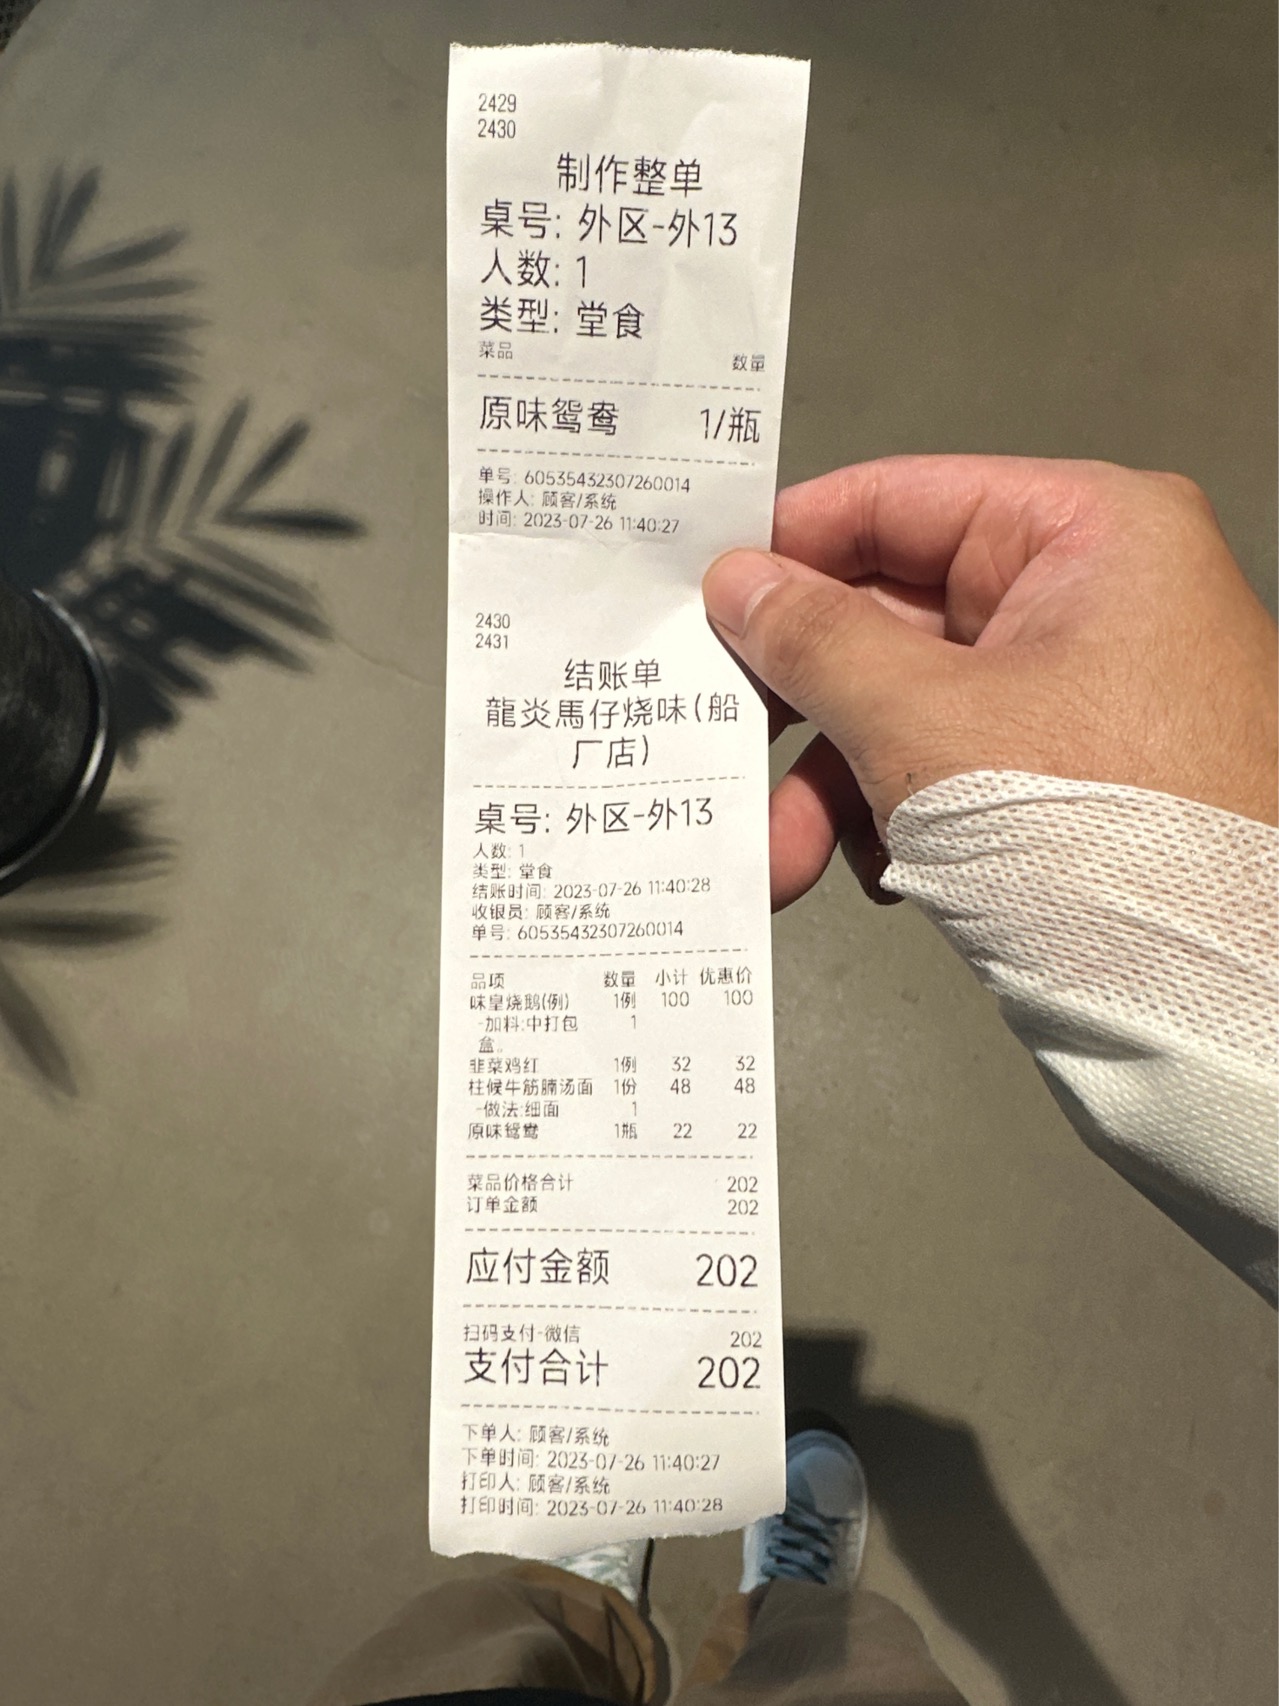 2429
2430
制作整单
桌号: 外区-外13
人数: 1
类型: 堂食
菜品 数量
原味鸳鸯 1/瓶
单号: 60535432307260014
操作人: 顾客/系统
时间: 2023-07-26 11:40:27
2430
2431
结账单
龍炎馬仔烧味(船
厂店)
桌号: 外区-外13
人数: 1
类型: 堂食
结账时间: 2023-07-26 11:40:28
收银员: 顾客/系统
单号: 60535432307260014
品项 数量 小计 优惠价
味皇烧鹅(例) 1例 100 100
-加料:中打包 1
盒。
韭菜鸡红 1例 32 32
柱候牛筋腩汤面 1份 48 48
-做法:细面 1
原味鸳鸯 1瓶 22 22
菜品价格合计 202
订单金额 202
应付金额 202
扫码支付-微信 202
支付合计 202
下单人: 顾客/系统
下单时间: 2023-07-26 11:40:27
打印人: 顾客/系统
打印时间: 2023-07-26 11:40:28